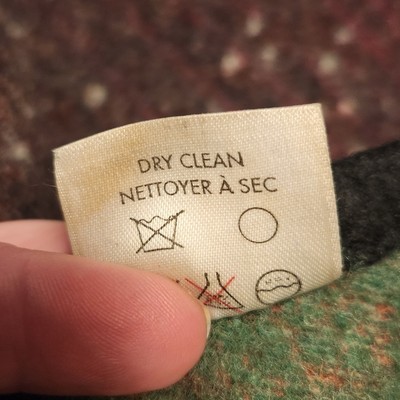 DRY CLEAN
NETTOYER À SEC